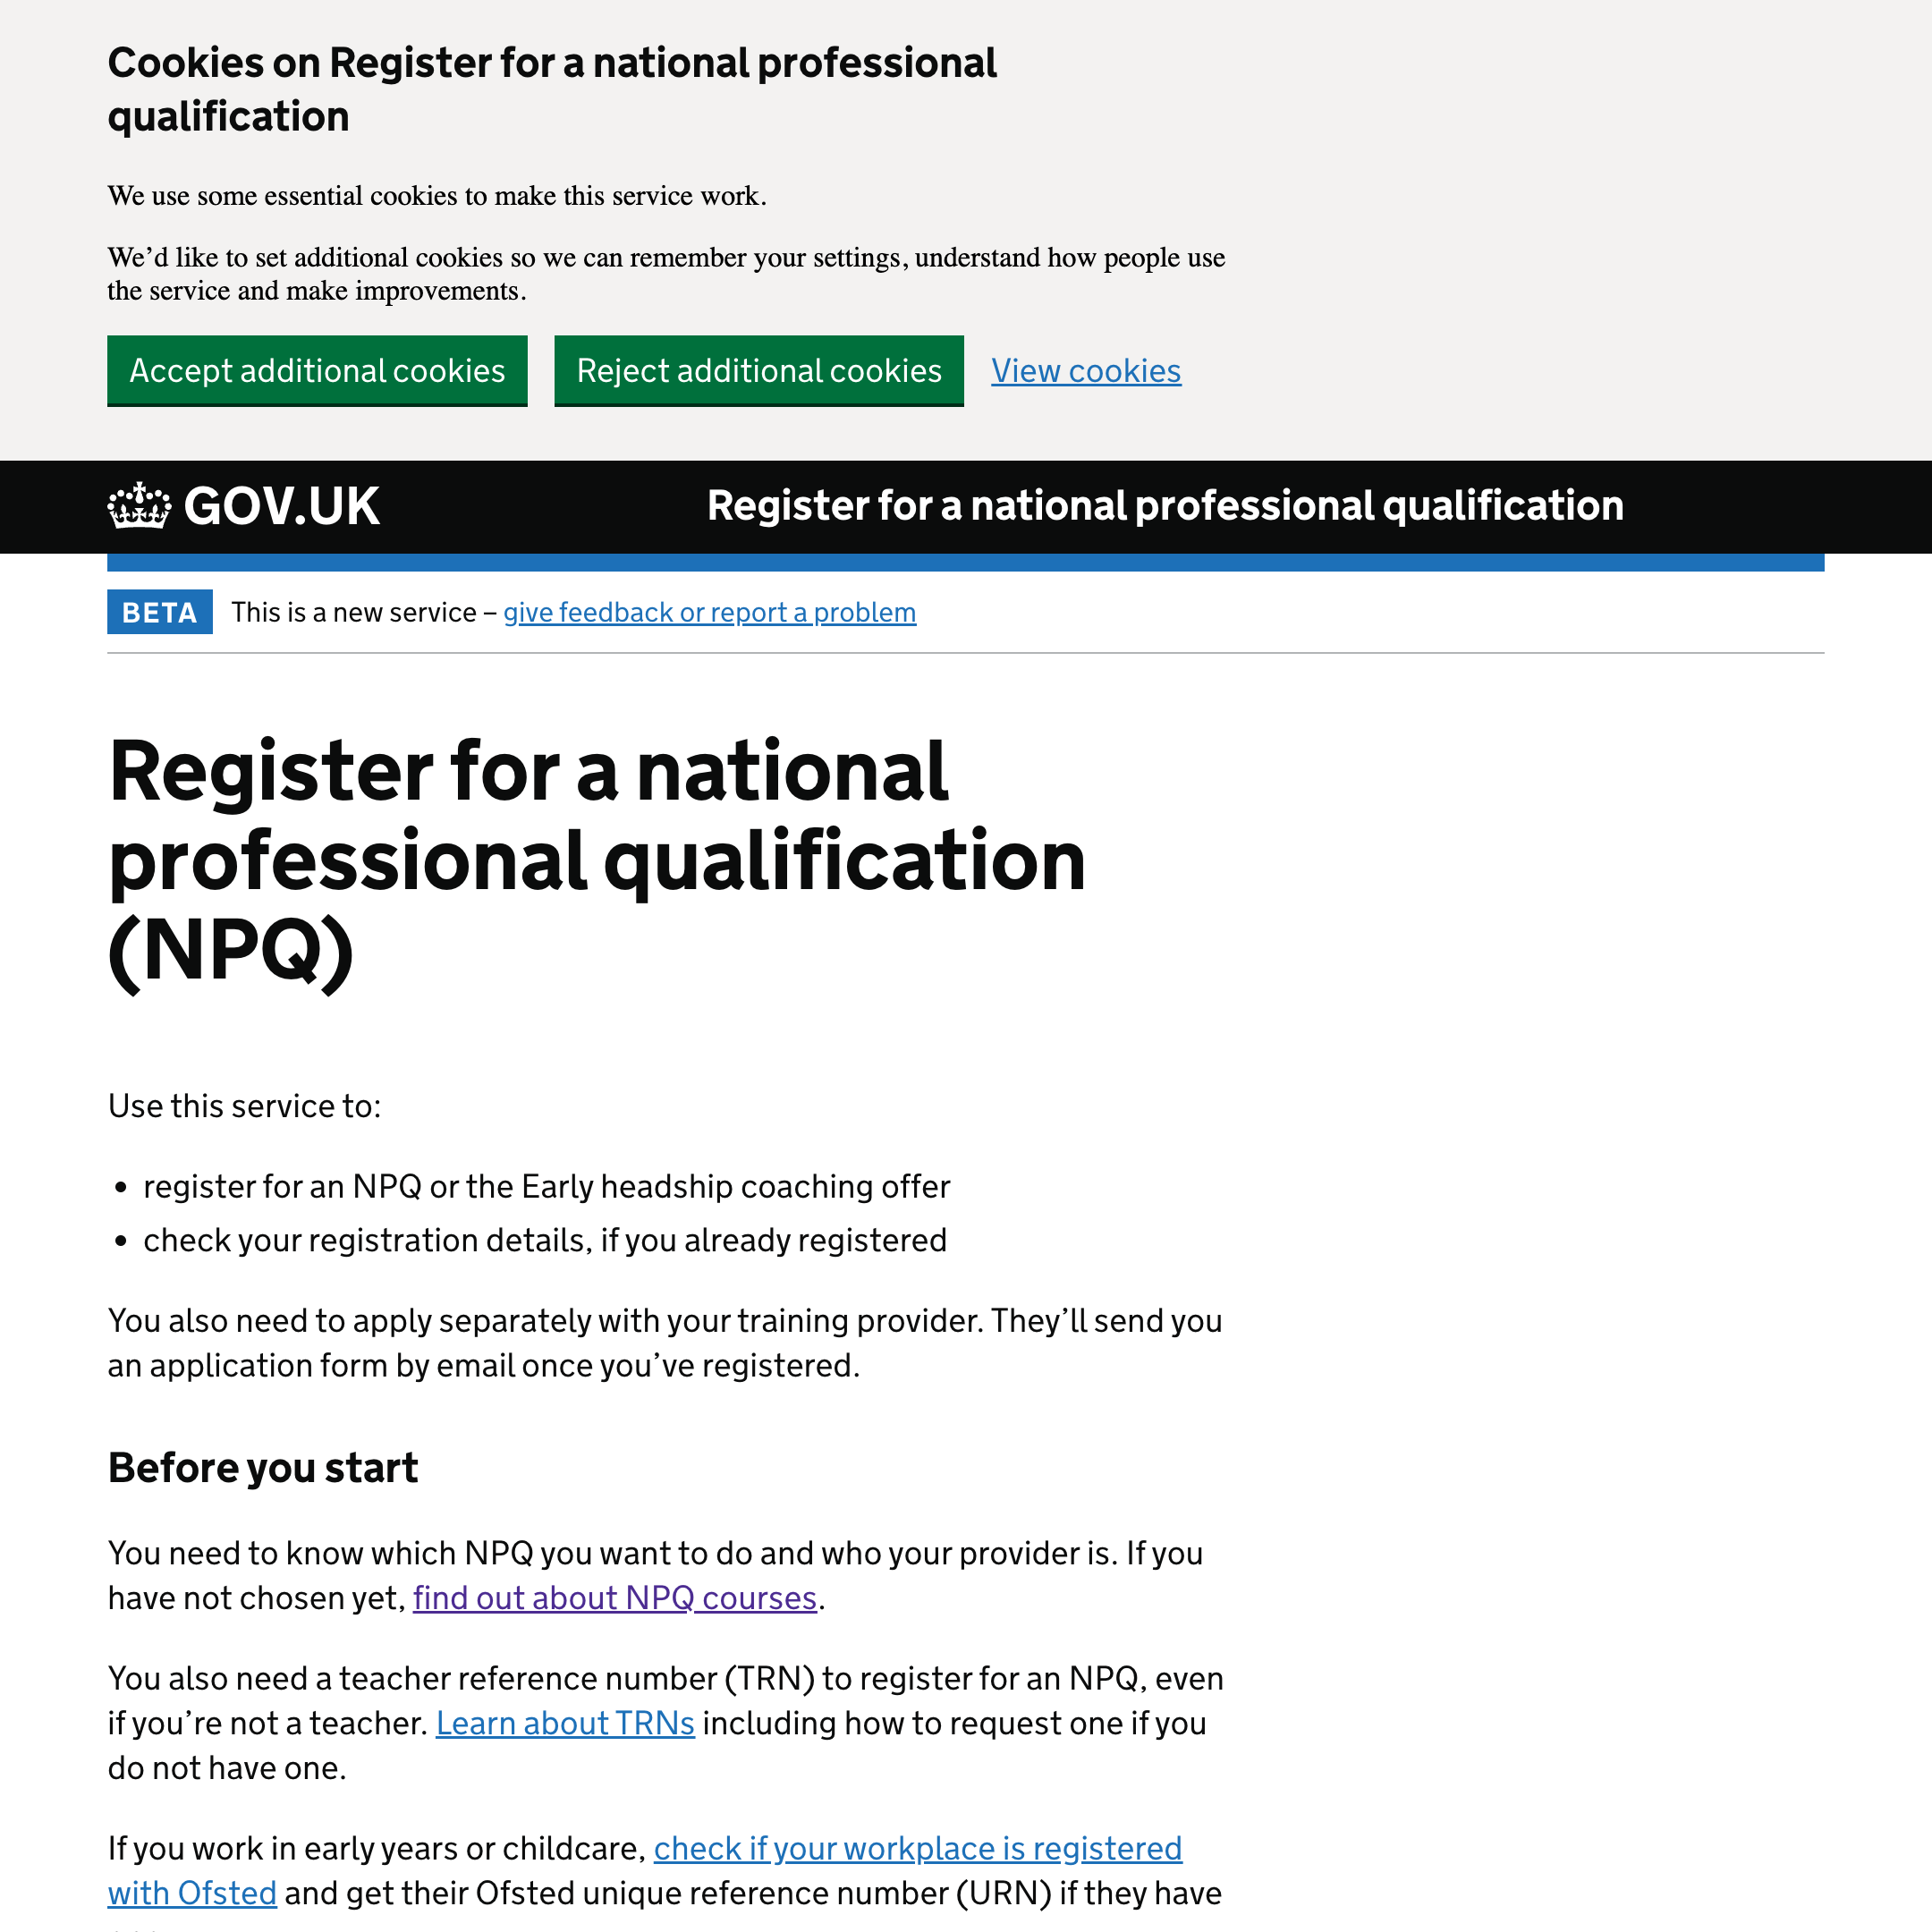 Cookies on Register for a national professional
qualification
We use some essential cookies to make this service work.
We’d like to set additional cookies so we can remember your settings, understand how people use
the service and make improvements.
Accept additional cookies Reject additional cookies View cookies
GOV.UK Register for a national professional qualification
BETA This is a new service – give feedback or report a problem
Register for a national
professional qualification
(NPQ)
Use this service to:
• register for an NPQ or the Early headship coaching offer
• check your registration details, if you already registered
You also need to apply separately with your training provider. They’ll send you
an application form by email once you’ve registered.
Before you start
You need to know which NPQ you want to do and who your provider is. If you
have not chosen yet, find out about NPQ courses.
You also need a teacher reference number (TRN) to register for an NPQ, even
if you’re not a teacher. Learn about TRNs including how to request one if you
do not have one.
If you work in early years or childcare, check if your workplace is registered
with Ofsted and get their Ofsted unique reference number (URN) if they have